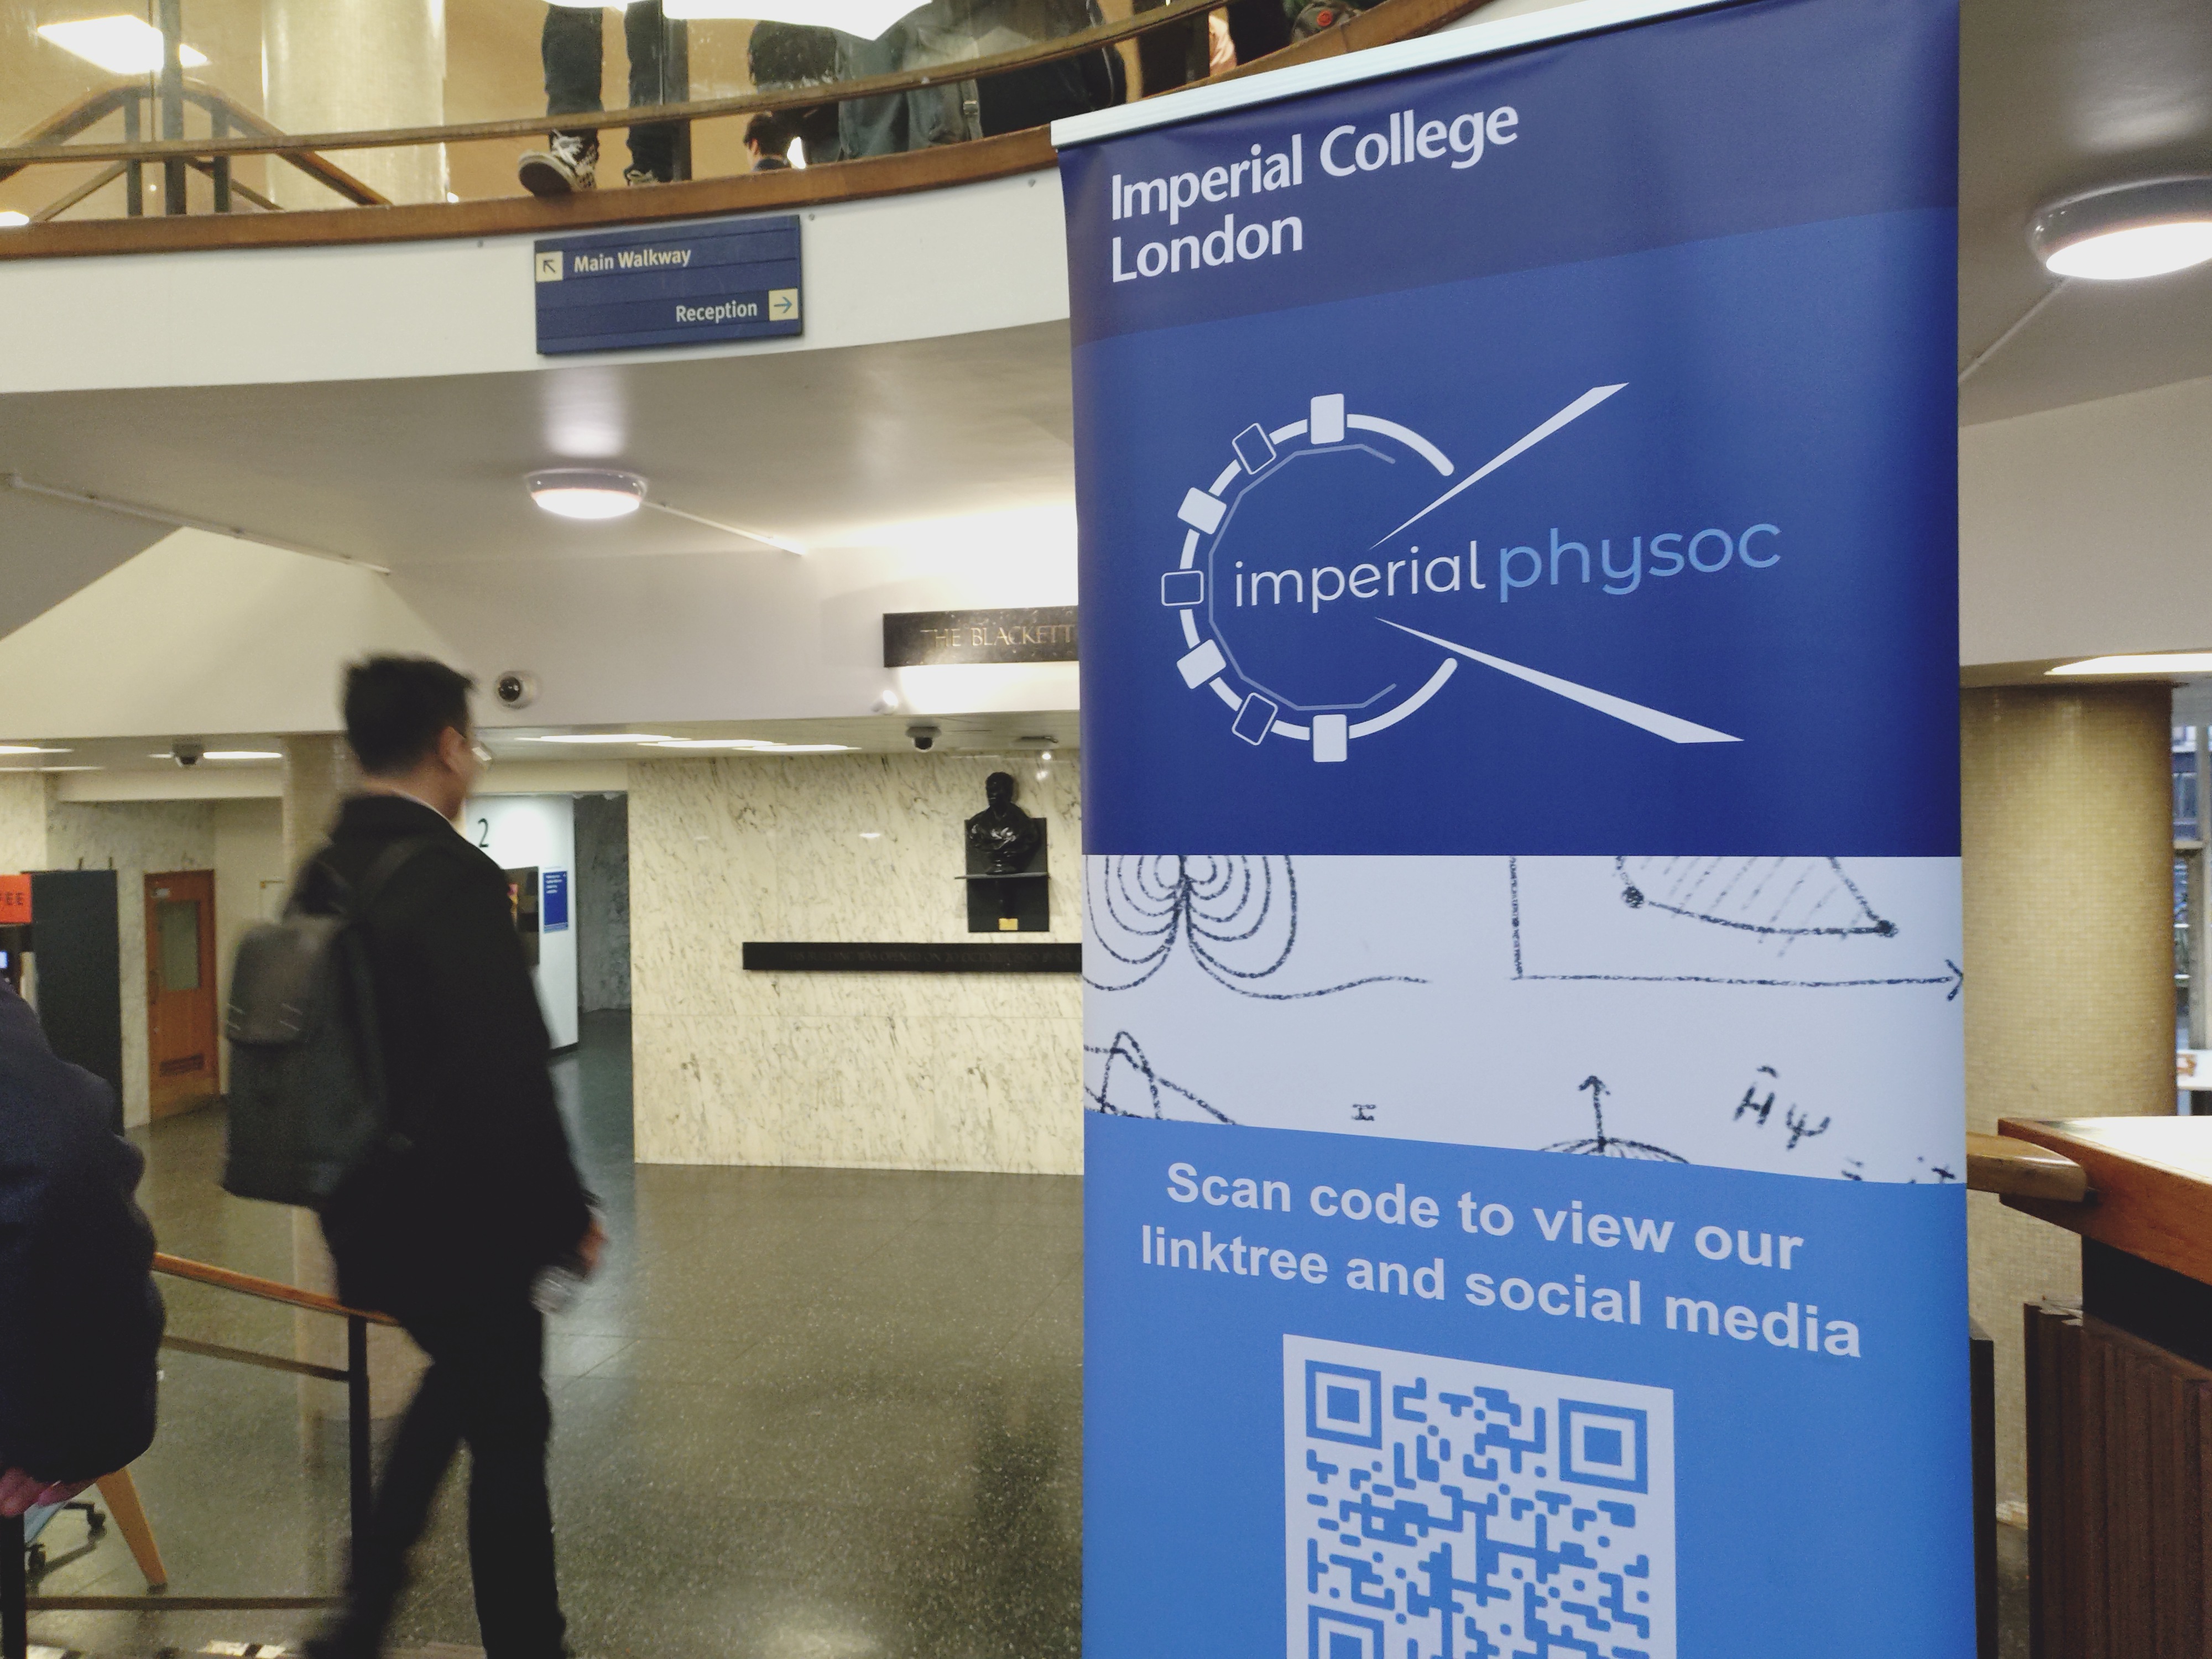 Main Walkway
Reception
Imperial College
London
imperial physoc
THE BLACKETT
2
Ĥψ
Scan code to view our
linktree and social media